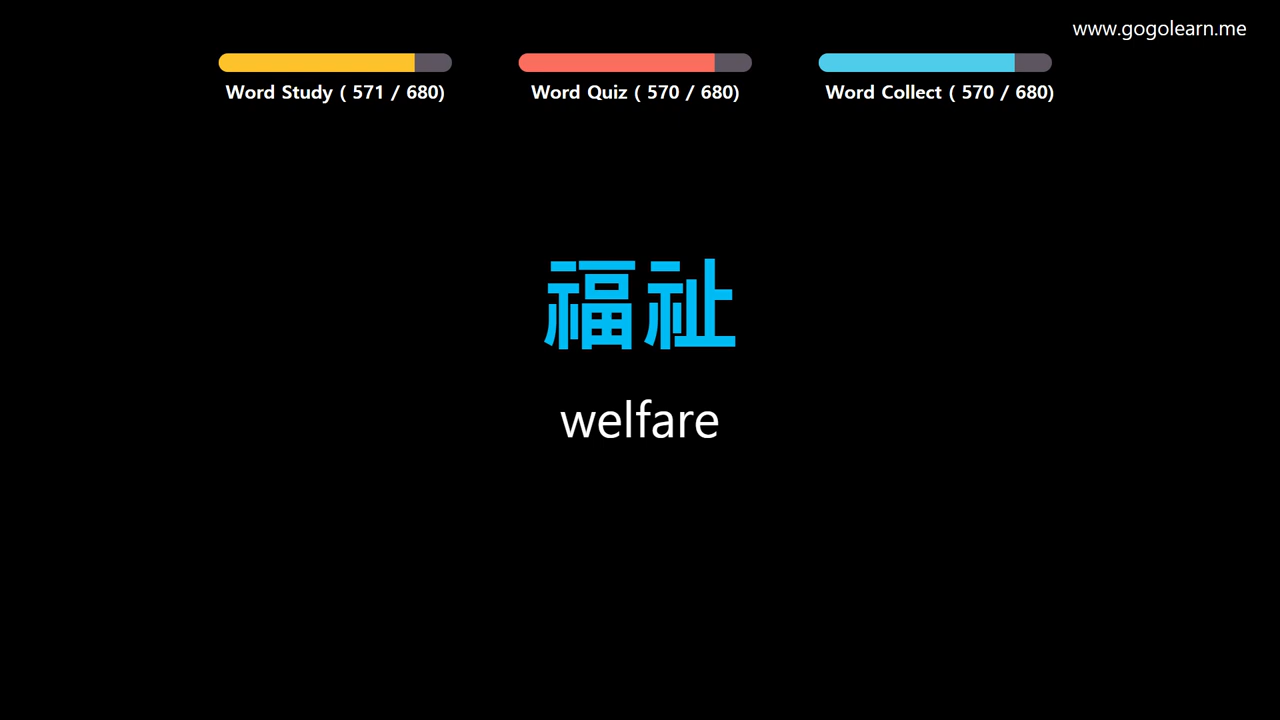 www.gogolearn.me
Word Study ( 571 / 680)
Word Quiz ( 570 / 680)
Word Collect ( 570 / 680)
福祉
welfare